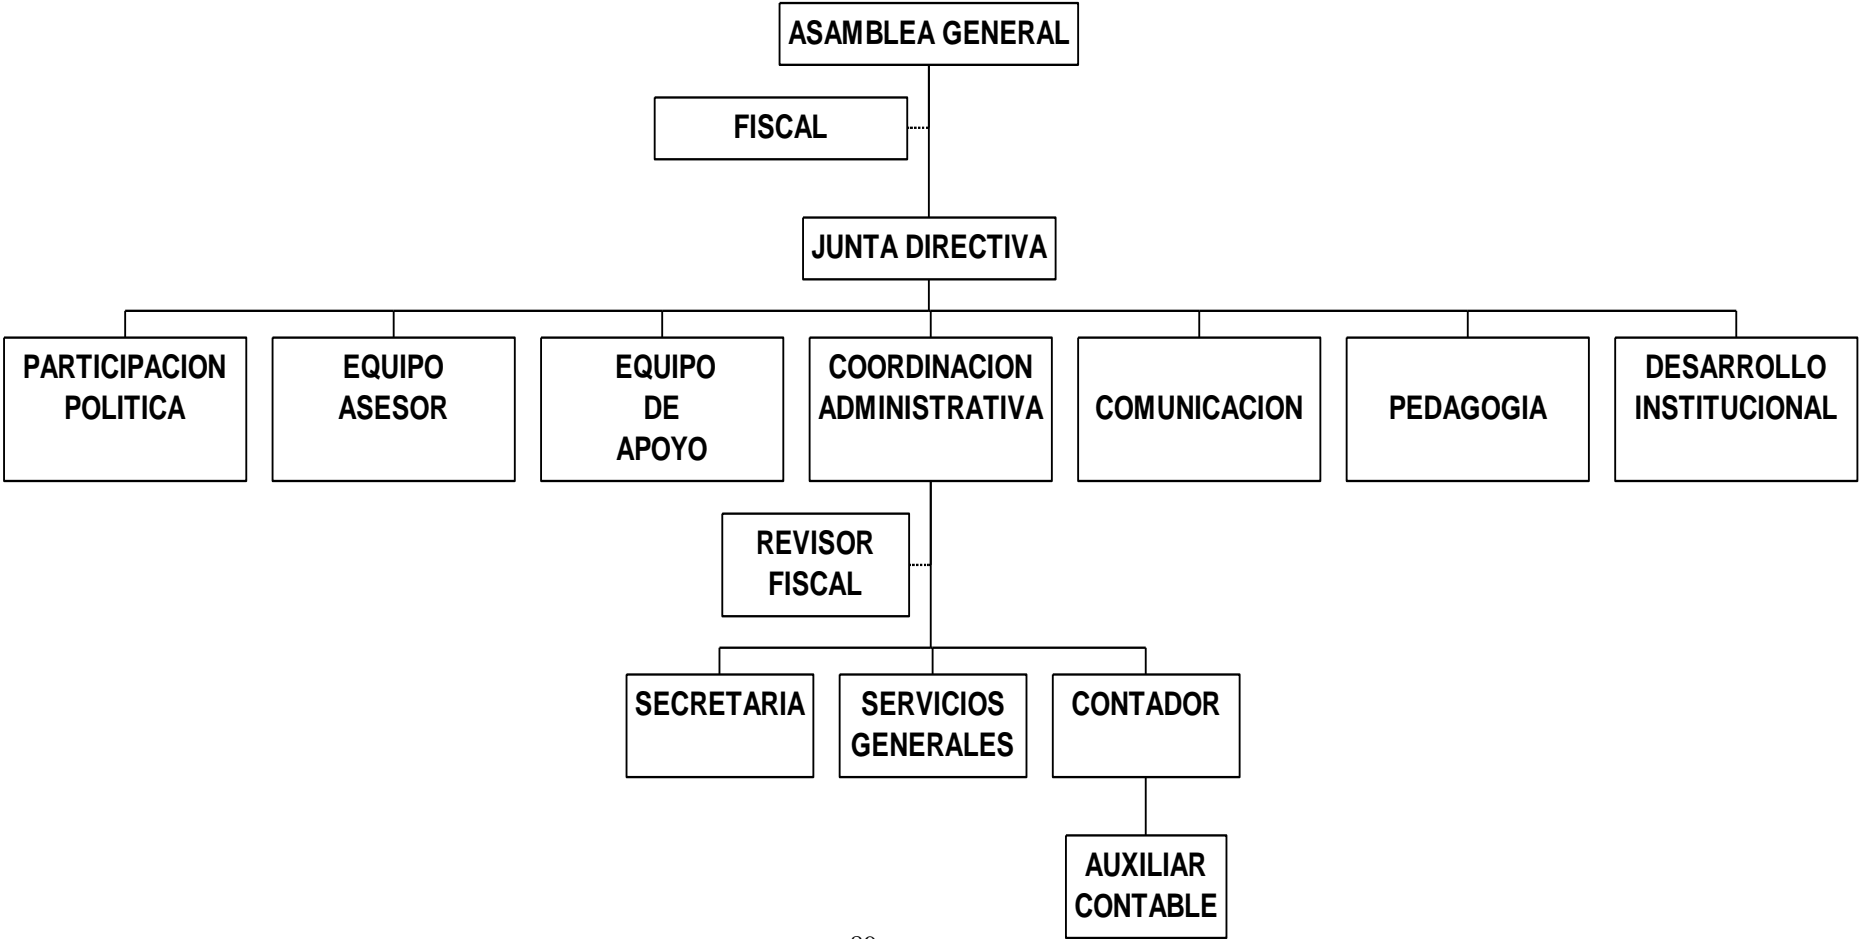 ASAMBLEA GENERAL
FISCAL
JUNTA DIRECTIVA
PARTICIPACION
POLITICA
EQUIPO
ASESOR
EQUIPO
DE
APOYO
COORDINACION
ADMINISTRATIVA
COMUNICACION
PEDAGOGIA
DESARROLLO
INSTITUCIONAL
REVISOR
FISCAL
SECRETARIA
SERVICIOS
GENERALES
CONTADOR
AUXILIAR
CONTABLE